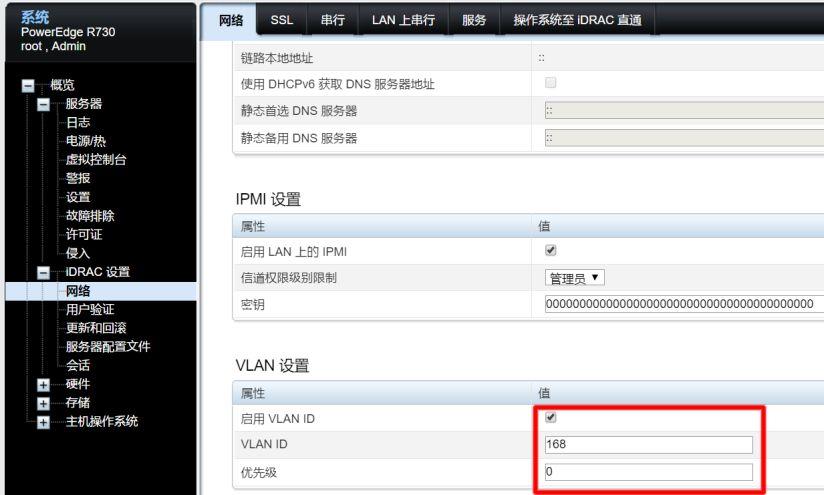 系统
PowerEdge R730
root , Admin
概览
服务器
日志
电源/热
虚拟控制台
警报
设置
故障排除
许可证
侵入
iDRAC 设置
网络
用户验证
更新和回滚
服务器配置文件
会话
硬件
存储
主机操作系统
网络 SSL 串行 LAN 上串行 服务 操作系统至 iDRAC 直通
链路本地地址 ::
使用 DHCPv6 获取 DNS 服务器地址
静态首选 DNS 服务器 ::
静态备用 DNS 服务器 ::
IPMI 设置
属性 值
启用 LAN 上的 IPMI
信道权限级别限制 管理员
密钥 0000000000000000000000000000000000000000
VLAN 设置
属性 值
启用 VLAN ID
VLAN ID 168
优先级 0